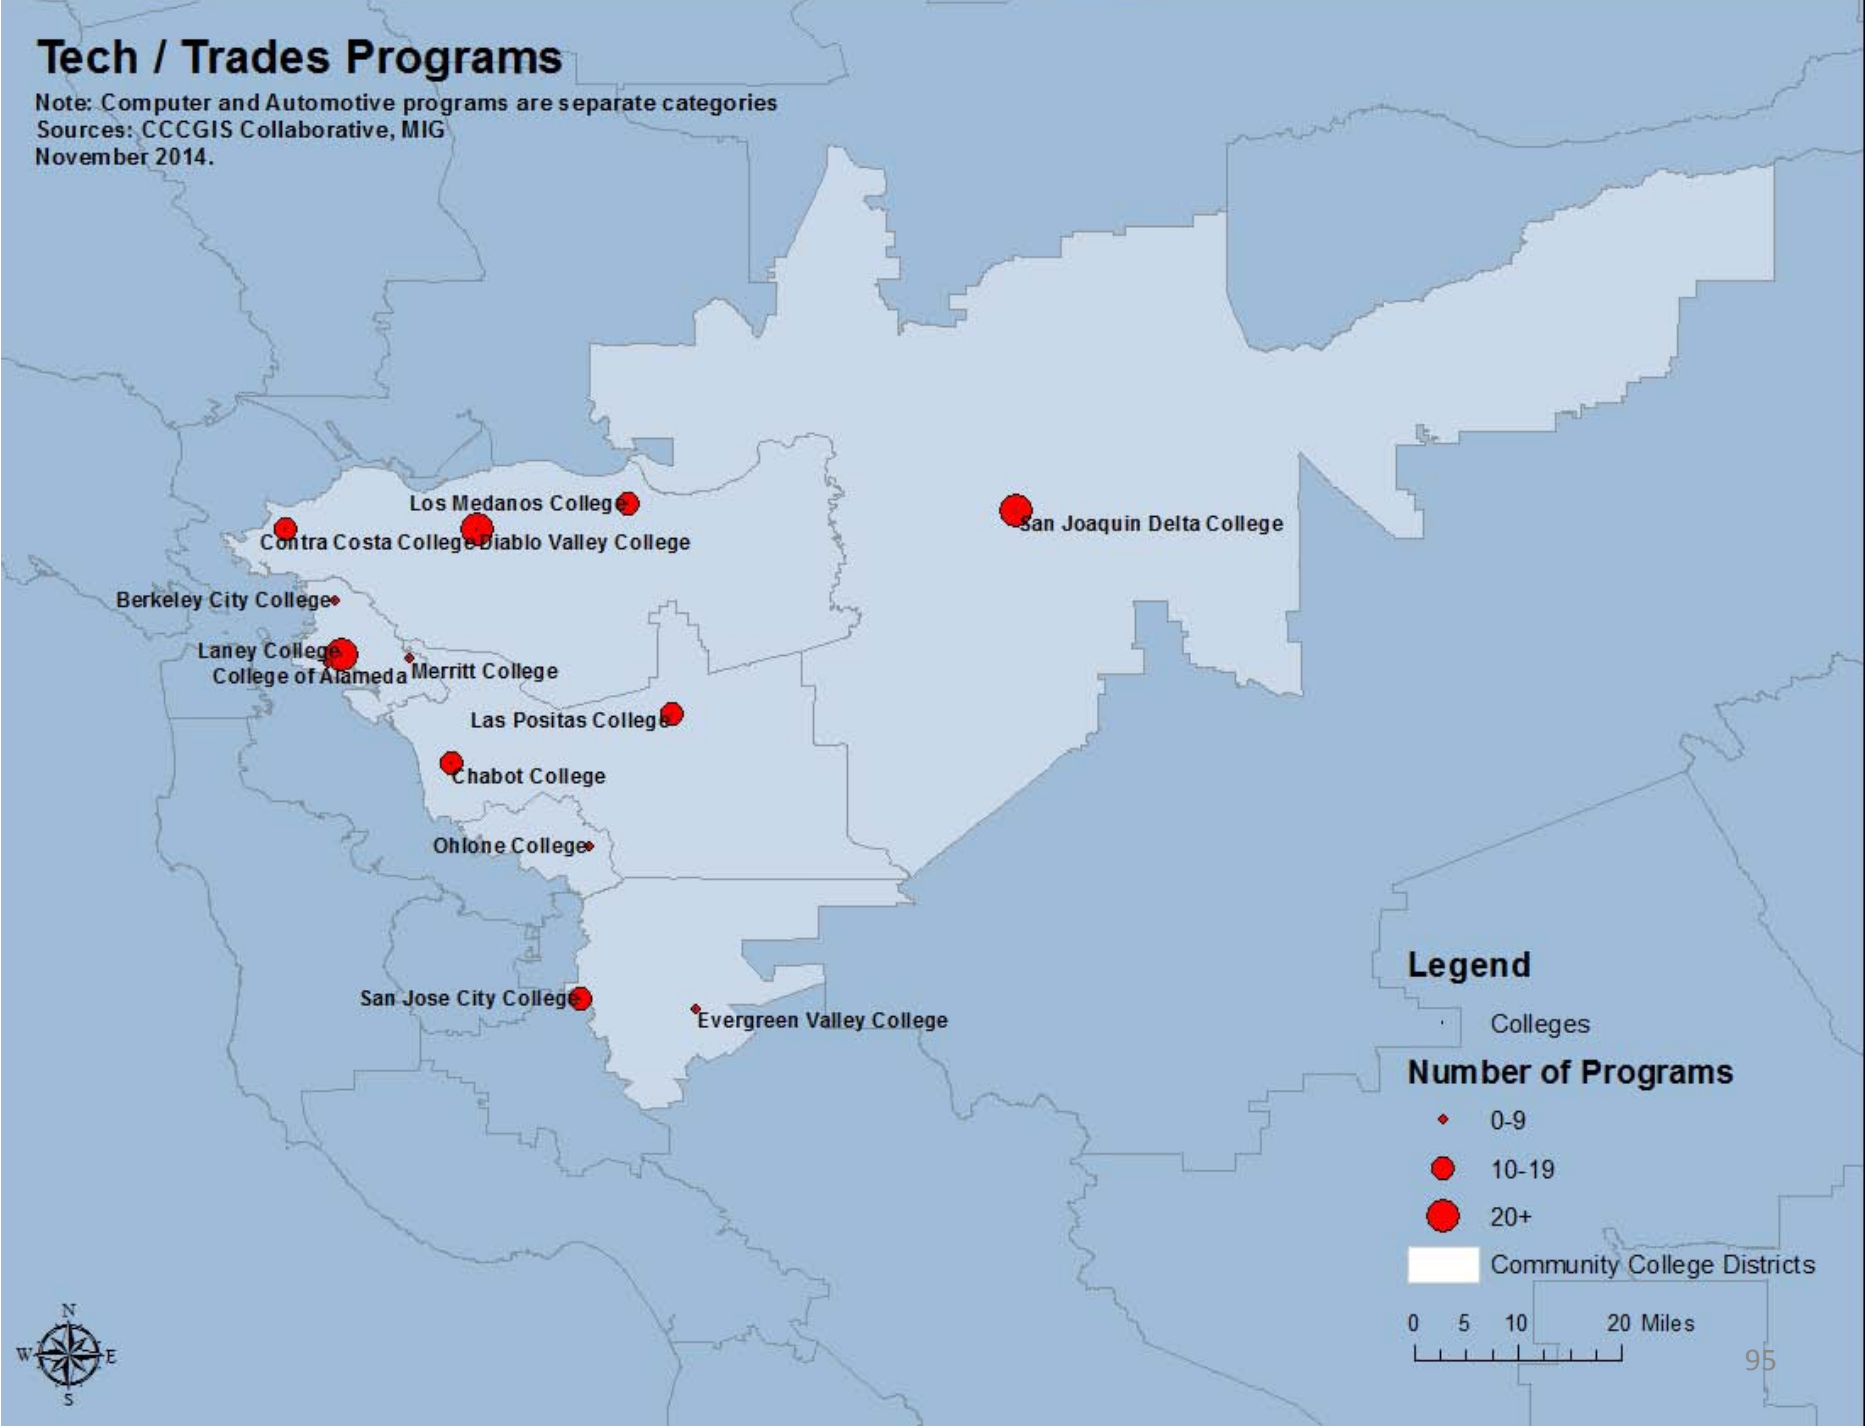 Tech / Trades Programs
Note: Computer and Automotive programs are separate categories
Sources: CCCGIS Collaborative, MIG
November 2014.
Los Medanos College
San Joaquin Delta College
Contra Costa College
Diablo Valley College
Berkeley City College
Laney College
College of Alameda
Merritt College
Las Positas College
Chabot College
Ohlone College
San Jose City College
Evergreen Valley College
Legend
Colleges
Number of Programs
0-9
10-19
20+
Community College Districts
0 5 10 20 Miles
95
N
W E
S